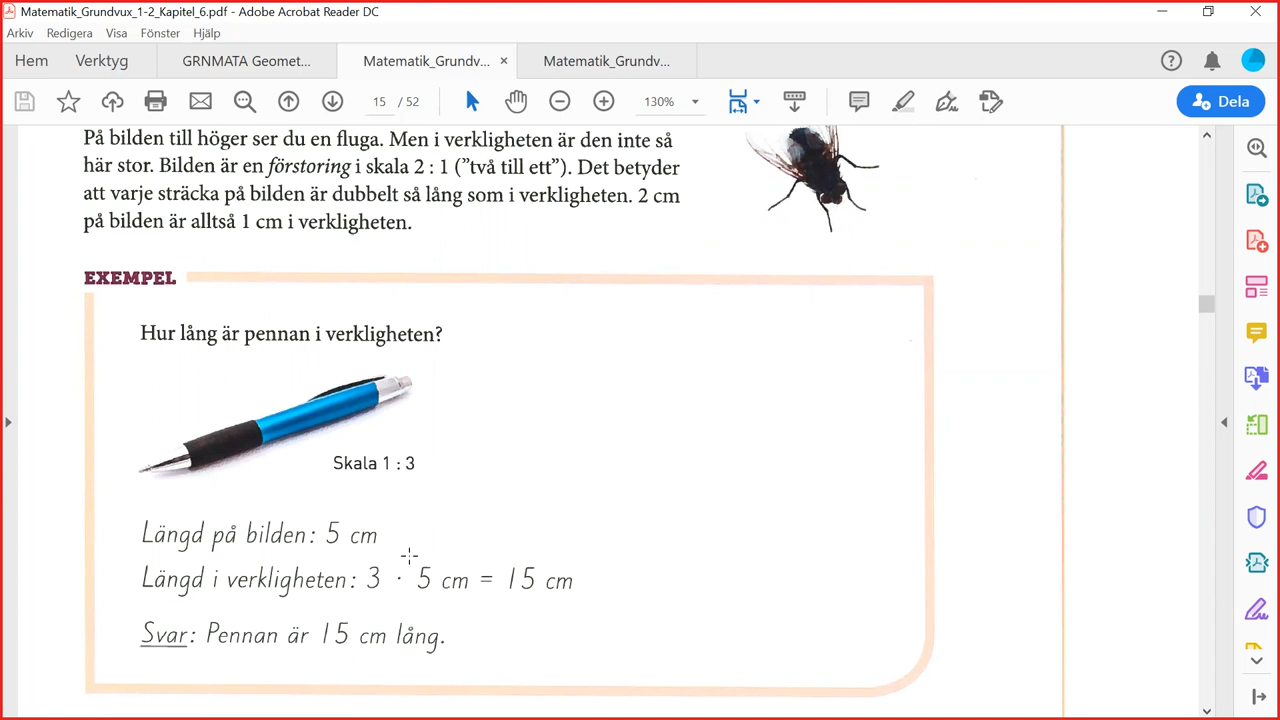 Matematik_Grundvux_1-2_Kapitel_6.pdf - Adobe Acrobat Reader DC
Arkiv Redigera Visa Fönster Hjälp
Hem Verktyg GRNMATA Geomet... Matematik_Grundv... × Matematik_Grundv...
15 / 52 130% Dela
På bilden till höger ser du en fluga. Men i verkligheten är den inte så
här stor. Bilden är en förstoring i skala 2 : 1 (”två till ett”). Det betyder
att varje sträcka på bilden är dubbelt så lång som i verkligheten. 2 cm
på bilden är alltså 1 cm i verkligheten.
EXEMPEL
Hur lång är pennan i verkligheten?
Skala 1 : 3
Längd på bilden: 5 cm
Längd i verkligheten: 3 · 5 cm = 15 cm
Svar: Pennan är 15 cm lång.